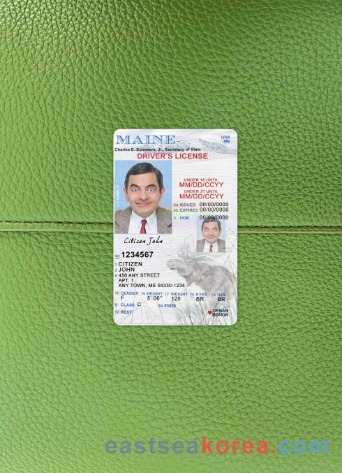 MAINE
USA
ME
Charles E. Summers, Jr., Secretary of State
DRIVER'S LICENSE
UNDER 18 UNTIL
MM/DD/CCYY
UNDER 21 UNTIL
MM/DD/CCYY
4a ISSUED 00/00/0000
4b EXPIRES 00/00/0000
3 DOB 00/00/0000
Citizen John
1234567
1 CITIZEN
2 JOHN
8 456 ANY STREET
APT. 1
ANY TOWN, ME 04330-1234
15 GENDER 16 HEIGHT 17 WEIGHT 18 EYES 19 HAIR
F 5' 06" 125 BR BR
9 CLASS C 9a ENDS
12 REST
ORGAN
DONOR
eastseakorea.com